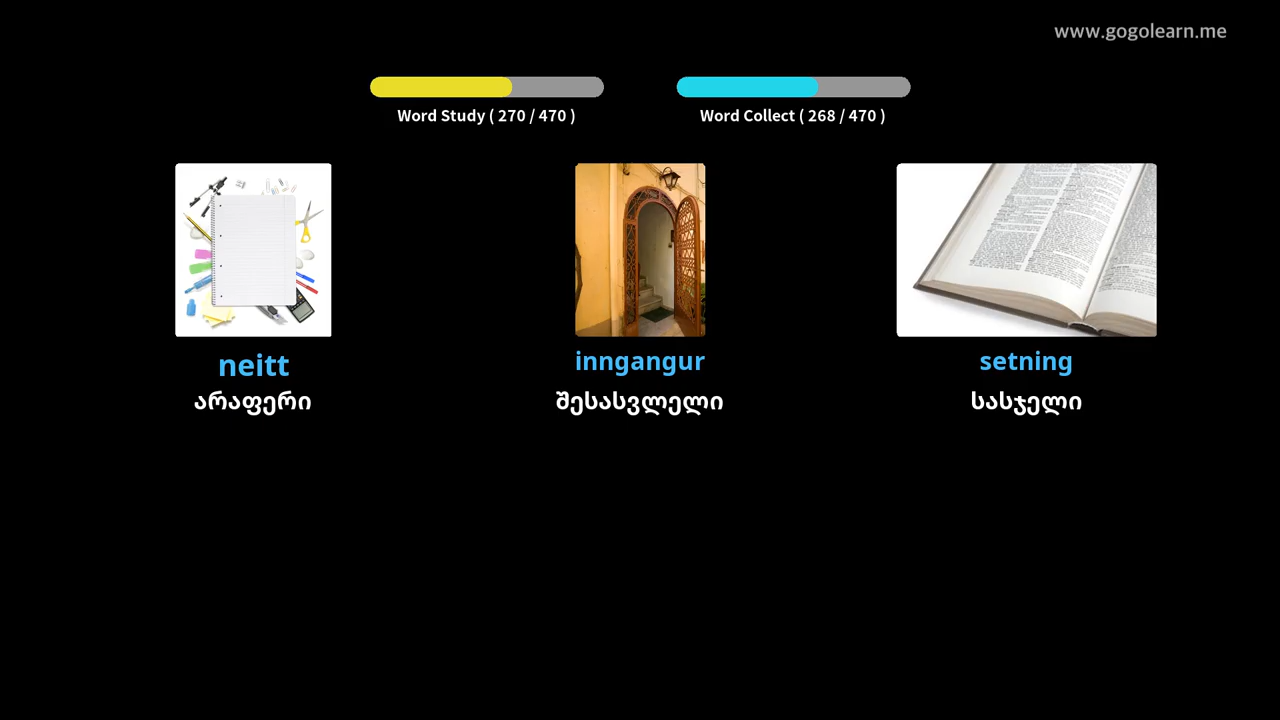 www.gogolearn.me
Word Study ( 270 / 470 )
Word Collect ( 268 / 470 )
neitt
inngangur
setning
არაფერი
შესასვლელი
სასჯელი